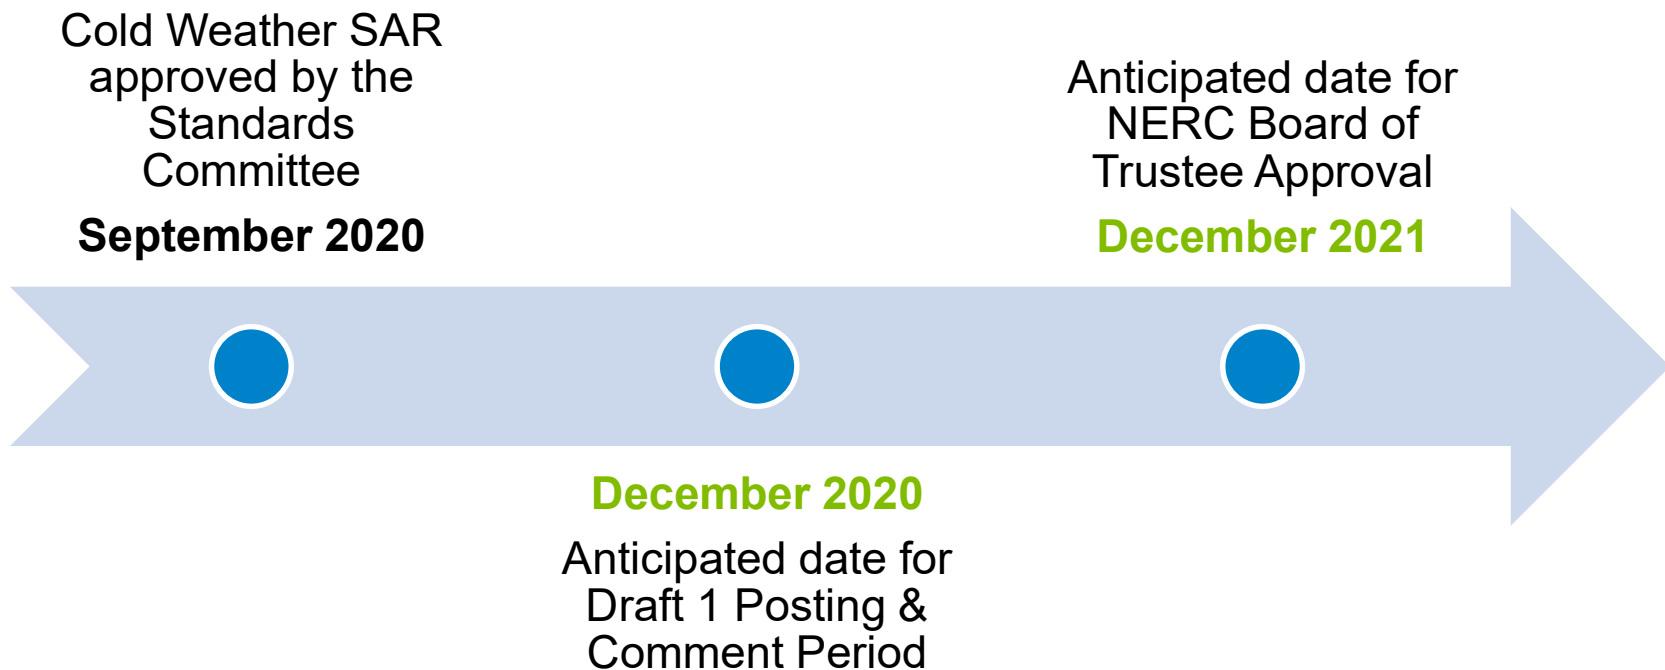 Cold Weather SAR
approved by the
Standards
Committee
September 2020
December 2020
Anticipated date for
Draft 1 Posting &
Comment Period
Anticipated date for
NERC Board of
Trustee Approval
December 2021